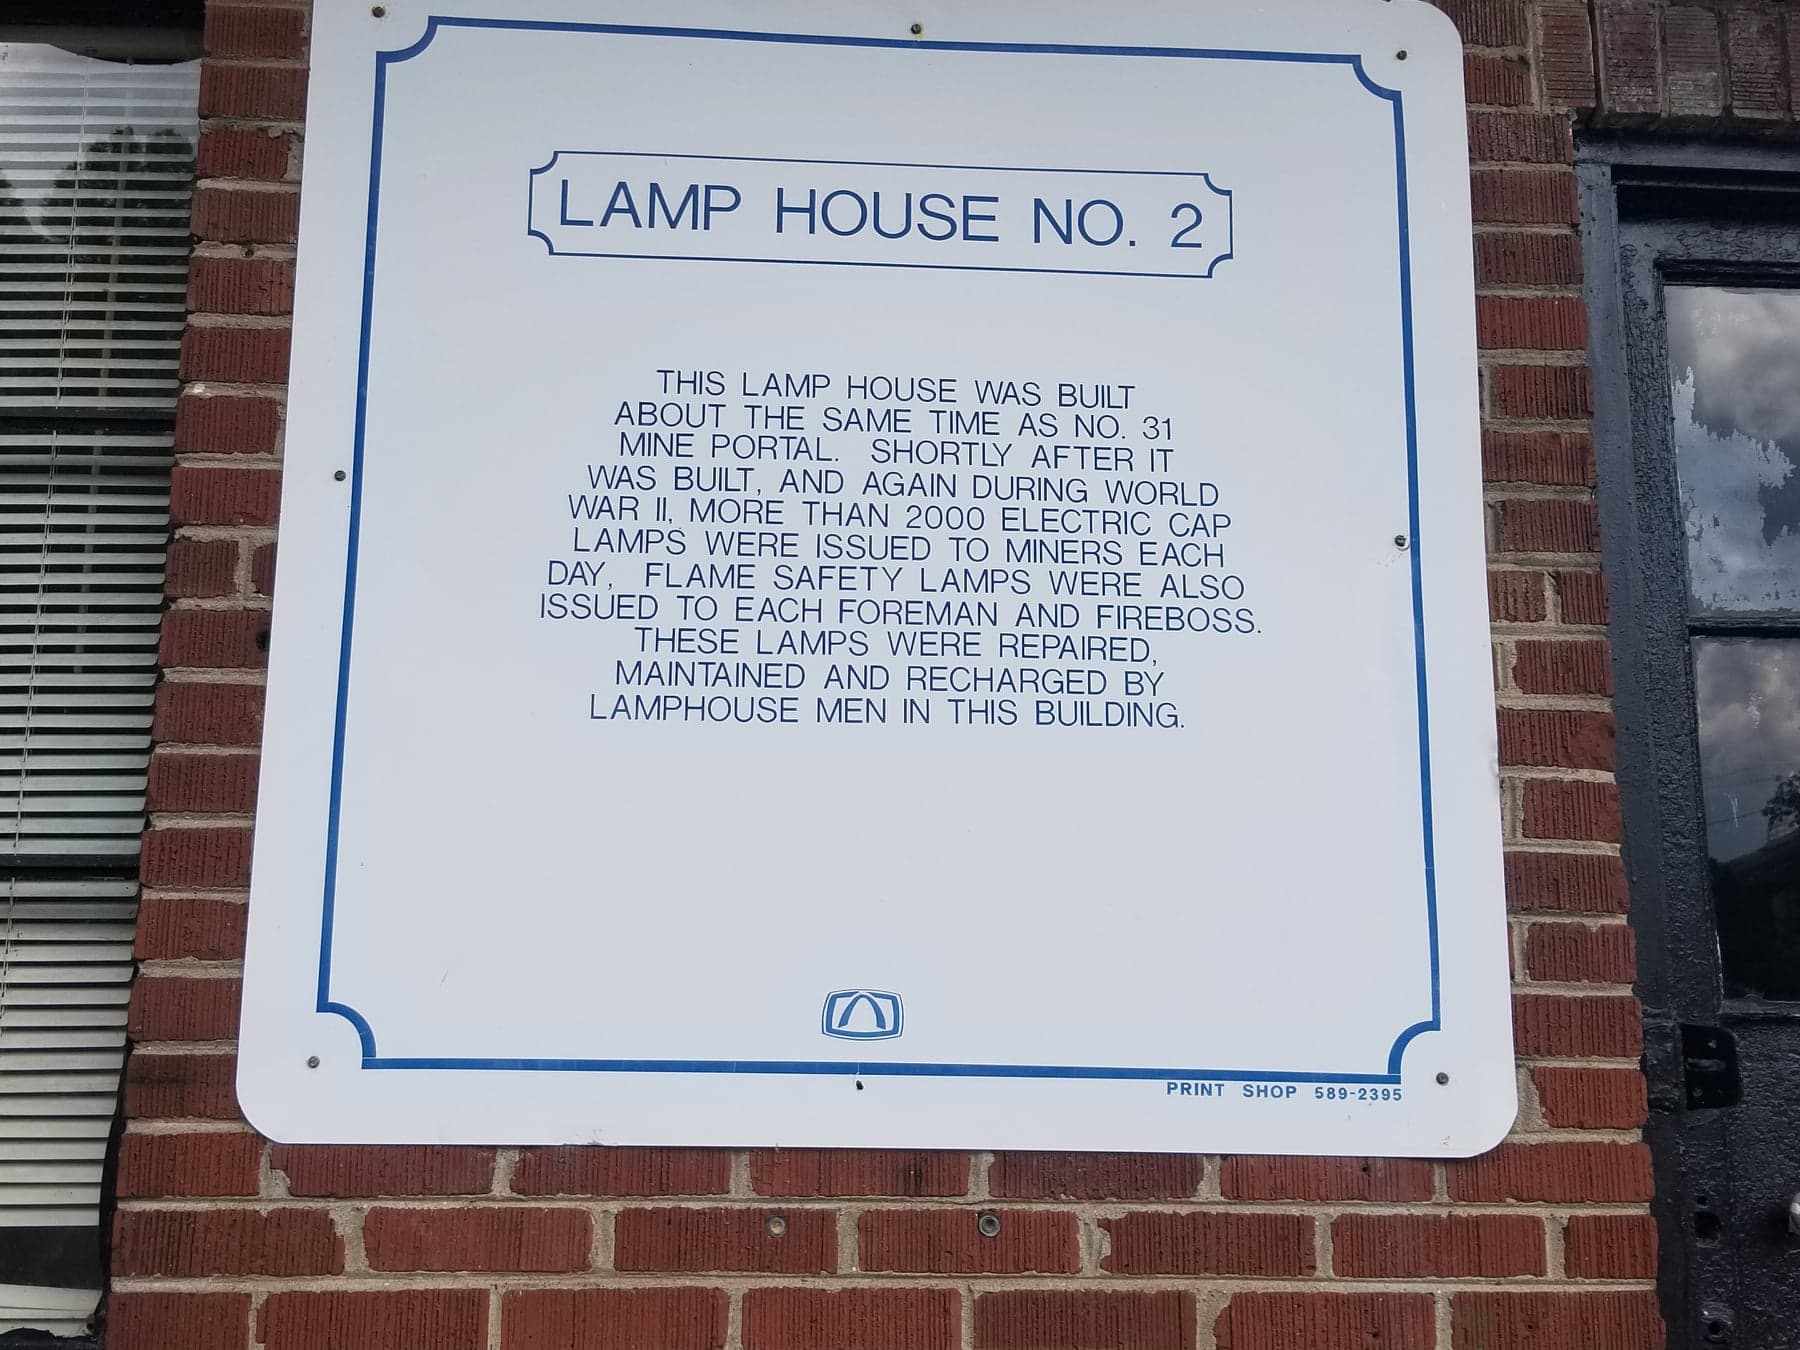 LAMP HOUSE NO. 2
THIS LAMP HOUSE WAS BUILT
ABOUT THE SAME TIME AS NO. 31
MINE PORTAL. SHORTLY AFTER IT
WAS BUILT, AND AGAIN DURING WORLD
WAR II, MORE THAN 2000 ELECTRIC CAP
LAMPS WERE ISSUED TO MINERS EACH
DAY, FLAME SAFETY LAMPS WERE ALSO
ISSUED TO EACH FOREMAN AND FIREBOSS.
THESE LAMPS WERE REPAIRED,
MAINTAINED AND RECHARGED BY
LAMPHOUSE MEN IN THIS BUILDING.
PRINT SHOP 589-2395